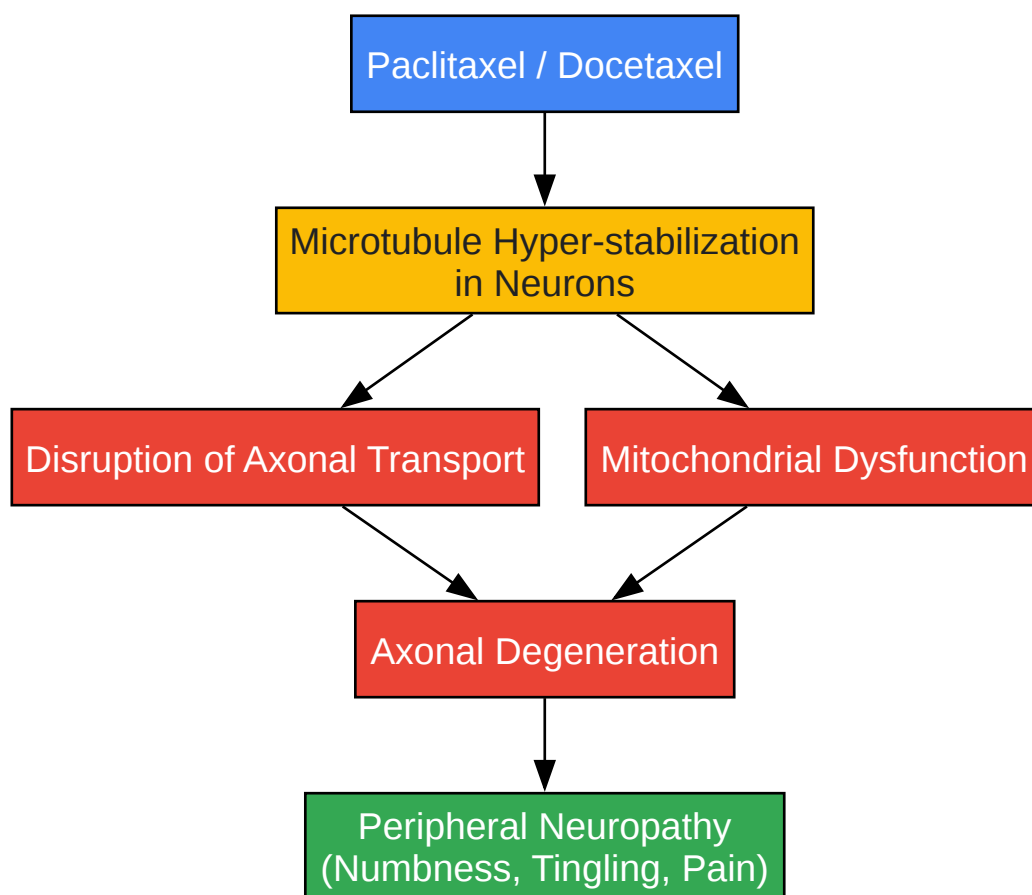 Paclitaxel / Docetaxel
Microtubule Hyper-stabilization
in Neurons
Disruption of Axonal Transport
Mitochondrial Dysfunction
Axonal Degeneration
Peripheral Neuropathy
(Numbness, Tingling, Pain)